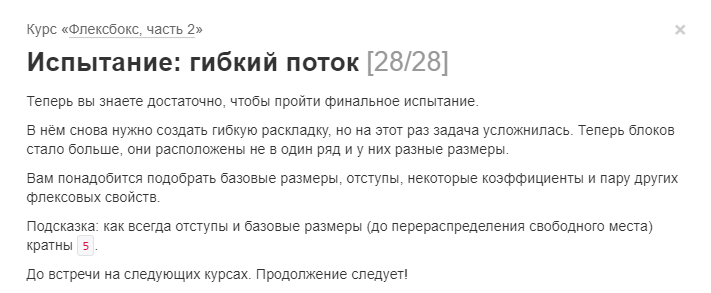 Курс «Флексбокс, часть 2»
Испытание: гибкий поток [28/28]
Теперь вы знаете достаточно, чтобы пройти финальное испытание.
В нём снова нужно создать гибкую раскладку, но на этот раз задача усложнилась. Теперь блоков
стало больше, они расположены не в один ряд и у них разные размеры.
Вам понадобится подобрать базовые размеры, отступы, некоторые коэффициенты и пару других
флексовых свойств.
Подсказка: как всегда отступы и базовые размеры (до перераспределения свободного места)
кратны 5.
До встречи на следующих курсах. Продолжение следует!